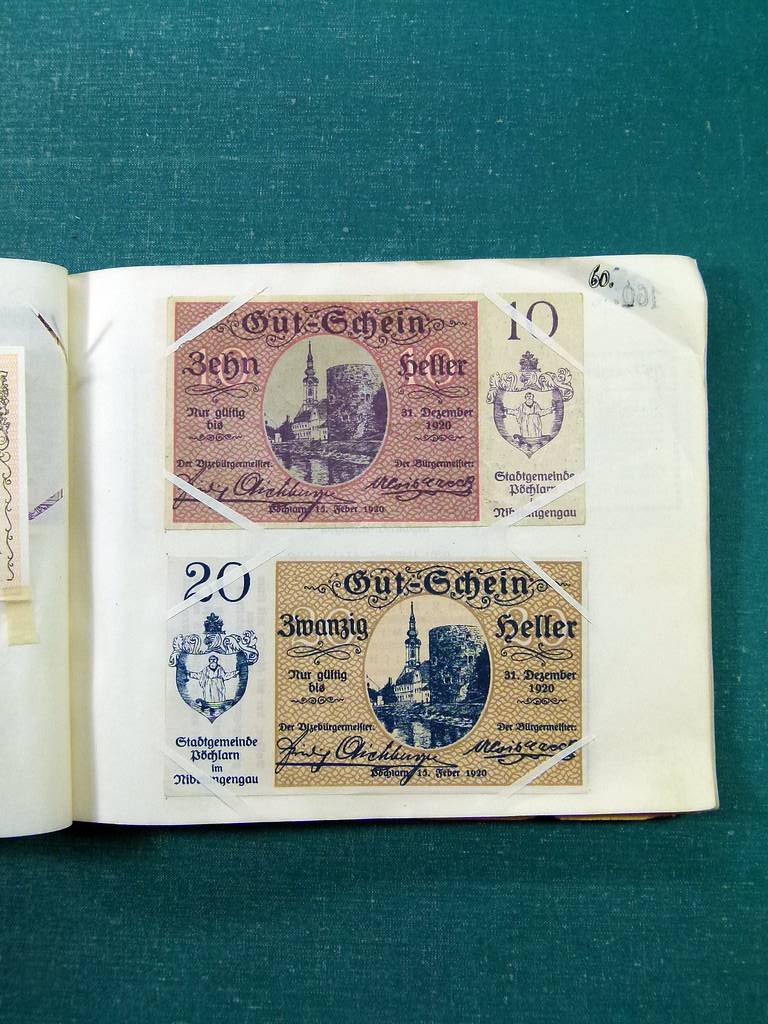 60.
Gut-Schein
10
Zehn Heller
Nur gültig
bis
31. Dezember
1920
Der Vizebürgermeister:
Der Bürgermeister:
Pöchlarn, 15. Feber 1920
Stadtgemeinde
Pöchlarn
20
Gut-Schein
Zwanzig Heller
Nur gültig
bis
31. Dezember
1920
Der Vizebürgermeister:
Der Bürgermeister:
Pöchlarn, 15. Feber 1920
Stadtgemeinde
Pöchlarn
im